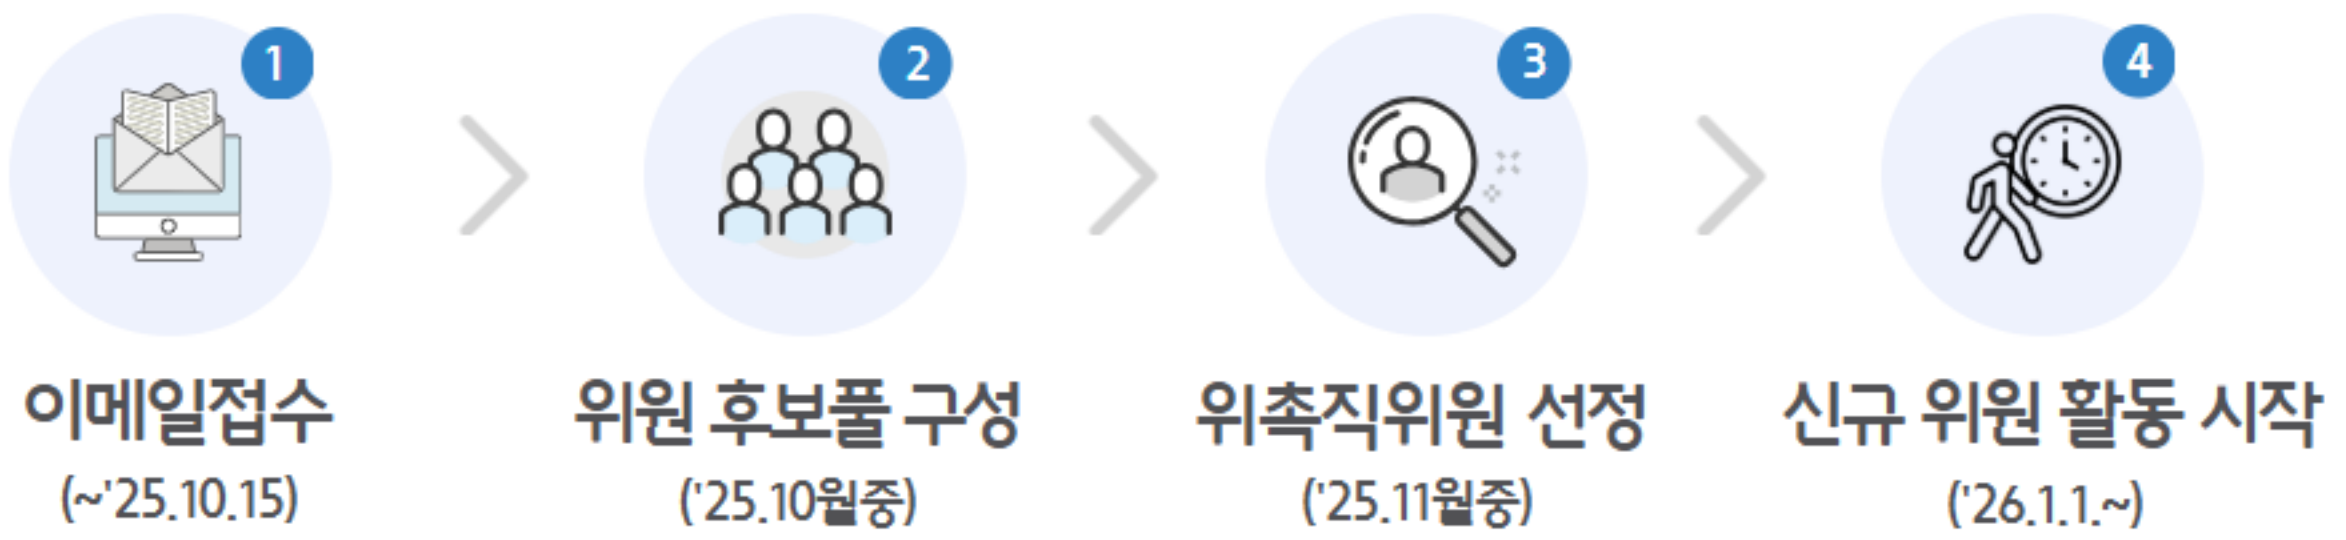 1
2
3
4
이메일접수
위원 후보풀 구성
위촉직위원 선정
신규 위원 활동 시작
(~'25.10.15)
('25.10월중)
('25.11월중)
('26.1.1.~)